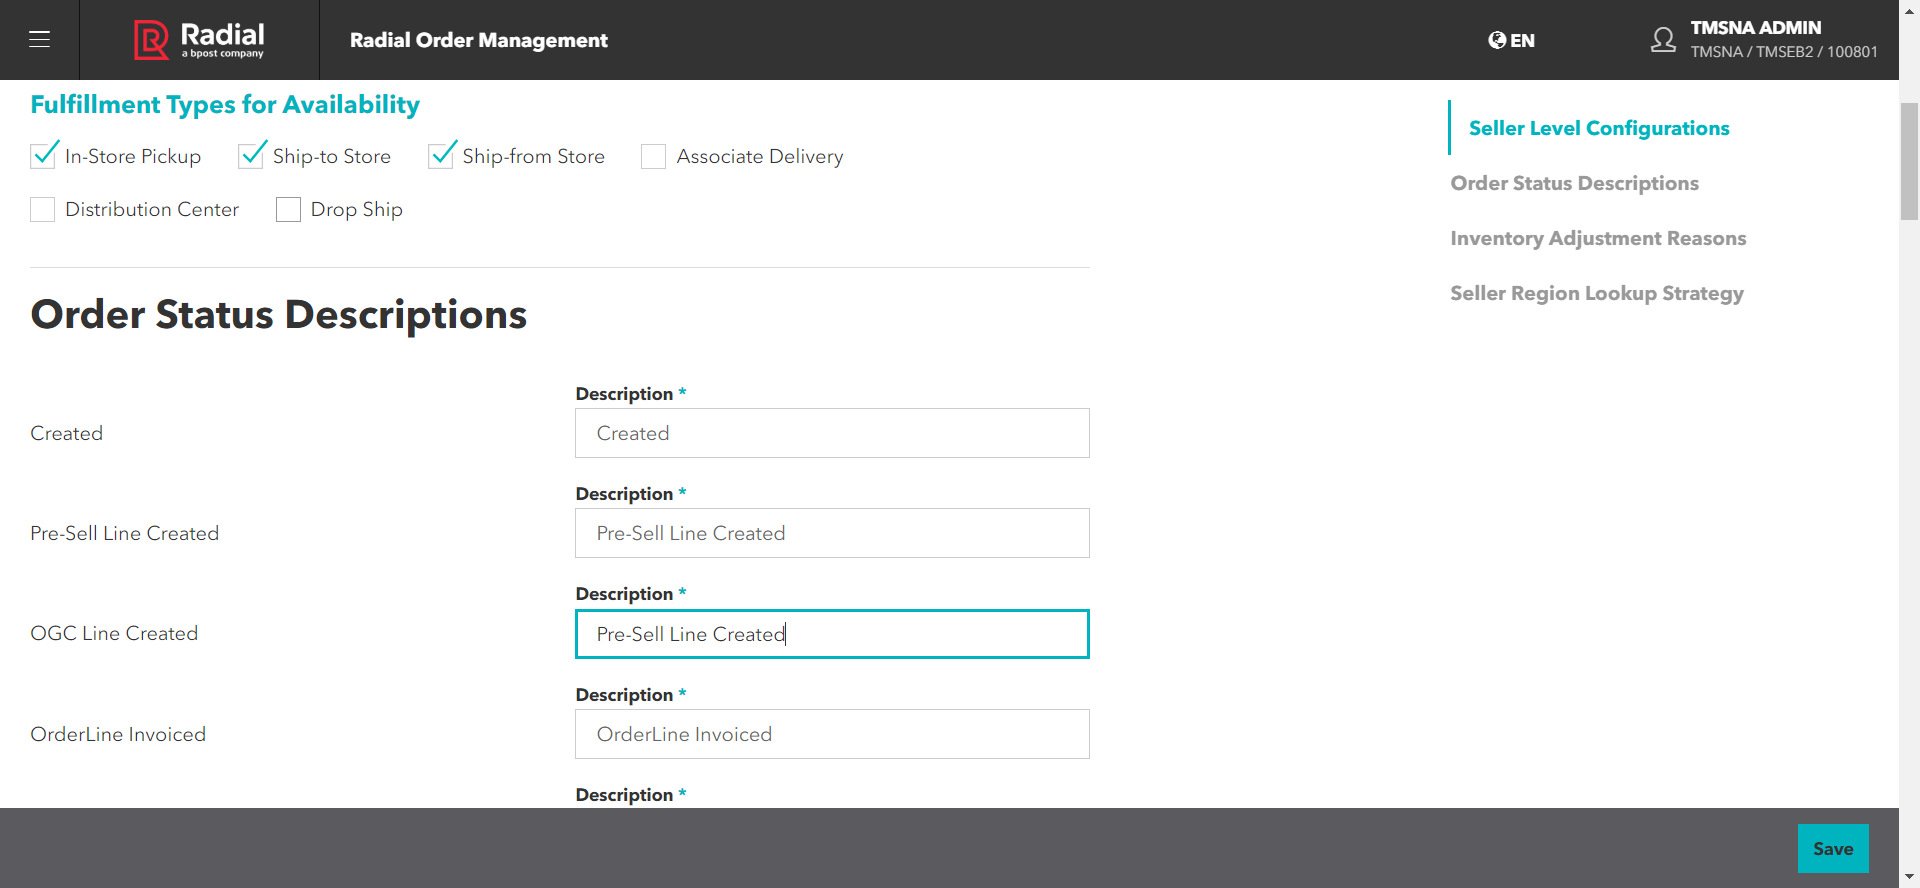 Radial
a bpost company
Radial Order Management
EN
TMSNA ADMIN
TMSNA / TMSEB2 / 100801
Fulfillment Types for Availability
In-Store Pickup
Ship-to Store
Ship-from Store
Associate Delivery
Distribution Center
Drop Ship
Seller Level Configurations
Order Status Descriptions
Inventory Adjustment Reasons
Seller Region Lookup Strategy
Order Status Descriptions
Description *
Created
Created
Description *
Pre-Sell Line Created
Pre-Sell Line Created
Description *
OGC Line Created
Pre-Sell Line Created
Description *
OrderLine Invoiced
OrderLine Invoiced
Description *
Save